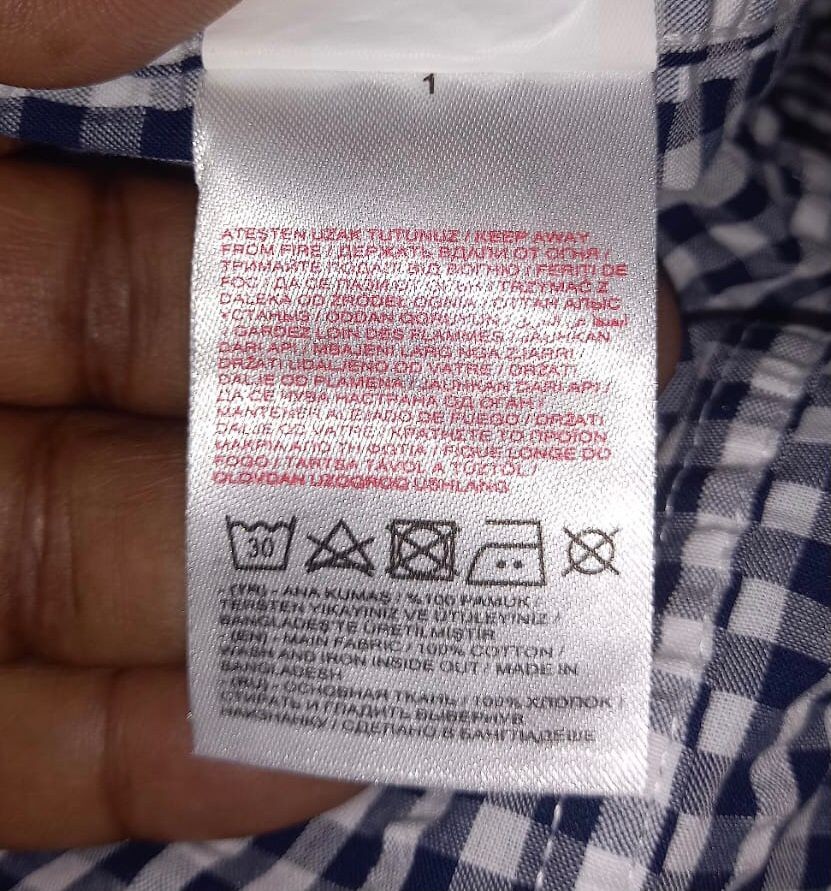 1
ATEŞTEN UZAK TUTUNUZ / KEEP AWAY
FROM FIRE / ДЕРЖАТЬ ВДАЛИ ОТ ОГНЯ /
ТРИМАЙТЕ ПОДАЛІ ВІД ВОГНЮ / FERIȚI DE
FOC / ДА СЕ ПАЗИ ОТ ОГЪН / TRZYMAĆ Z
DALEKA OD ŹRÓDEŁ OGNIA / ОТТАН АЛЫС
ҰСТАНЫЗ / ODDAN
/ GARDEZ LOIN DES FLAMMES / JAUHKAN
DARI API / MBAJENI LARG NGA ZJARRI /
DRŽATI UDALJENO OD VATRE / DRŽATI
DALJE OD PLAMENA / JAUHKAN DARI API /
ДА СЕ ЧУВА НАСТРАНА ОД ОГАН /
MANTENER ALEJADO DE FUEGO / DRŽATI
DALJE OD VATRE / ΚΡΑΤΗΣΤΕ ΤΟ ΠΡΟΪΟΝ
ΜΑΚΡΙΑ ΑΠΟ ΤΗ ΦΩΤΙΑ / FIQUE LONGE DO
FOGO / TARTSA TÁVOL A TŰZTŐL /
OLOVDAN UZOQROQ USHLANG
30
- (TR) - ANA KUMAŞ / %100 PAMUK /
TERSTEN YIKAYINIZ VE ÜTÜLEYİNİZ /
BANGLADEŞ'TE ÜRETİLMİŞTİR
- (EN) - MAIN FABRIC / 100% COTTON /
WASH AND IRON INSIDE OUT / MADE IN
BANGLADESH
- (RU) - ОСНОВНАЯ ТКАНЬ / 100% ХЛОПОК /
СТИРАТЬ И ГЛАДИТЬ ВЫВЕРНУВ
НАИЗНАНКУ / СДЕЛАНО В БАНГЛАДЕШЕ